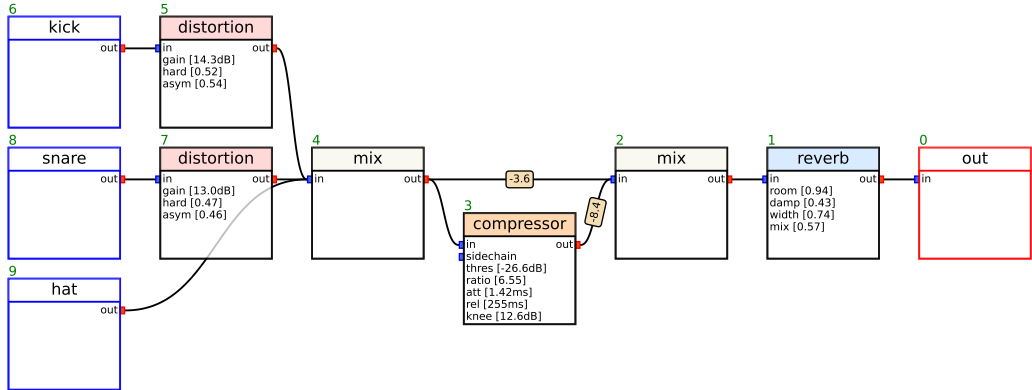 6
kick
out
5
distortion
in out
gain [14.3dB]
hard [0.52]
asym [0.54]
8
snare
out
7
distortion
in out
gain [13.0dB]
hard [0.47]
asym [0.46]
9
hat
out
4
mix
in out
-3.6
3
compressor
in out
sidechain
thres [-26.6dB]
ratio [6.55]
att [1.42ms]
rel [255ms]
knee [12.6dB]
-8.4
2
mix
in out
1
reverb
in out
room [0.94]
damp [0.43]
width [0.74]
mix [0.57]
0
out
in